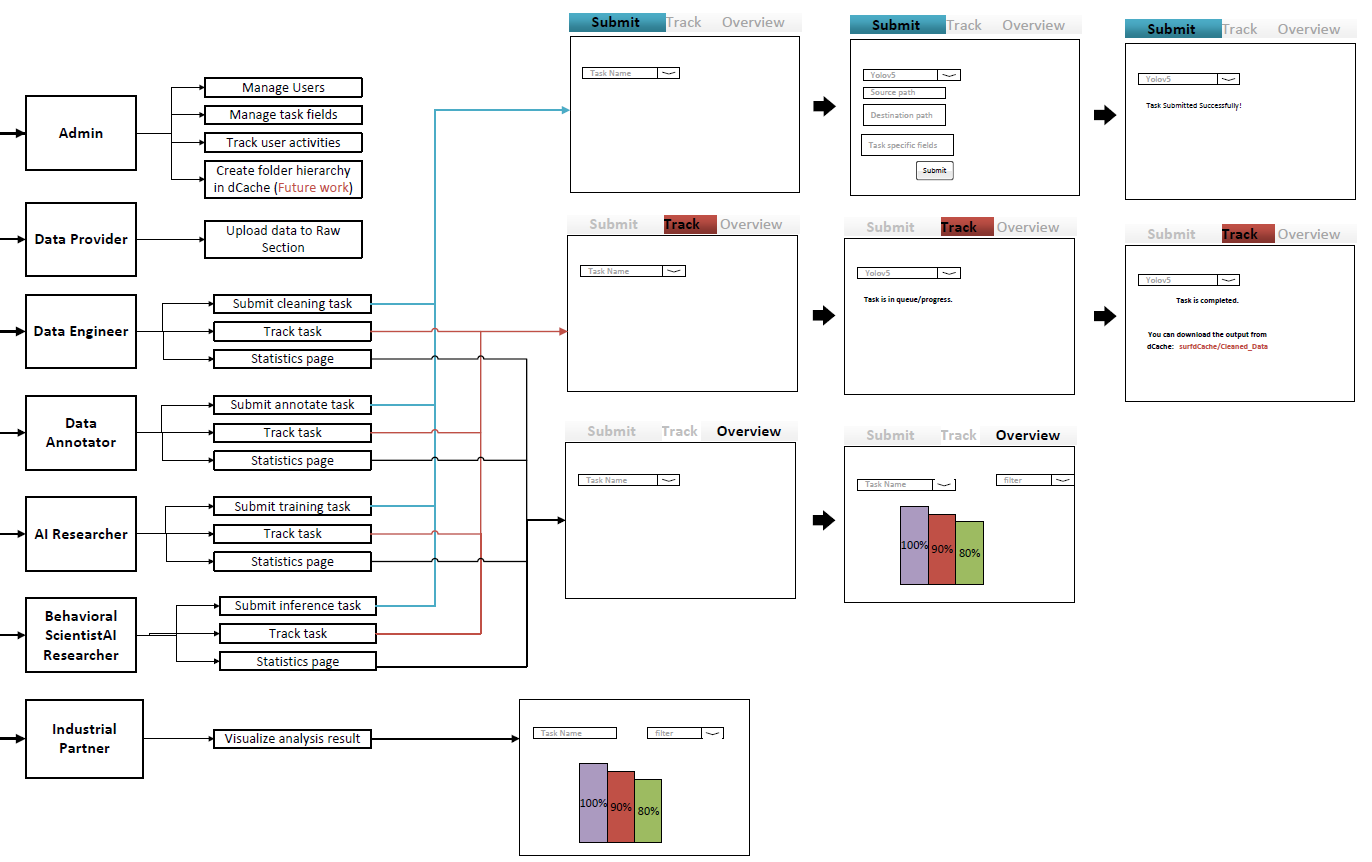 Admin
Manage Users
Manage task fields
Track user activities
Create folder hierarchy
in dCache (Future work)
Data Provider
Upload data to Raw
Section
Data Engineer
Submit cleaning task
Track task
Statistics page
Data
Annotator
Submit annotate task
Track task
Statistics page
AI Researcher
Submit training task
Track task
Statistics page
Behavioral
ScientistAI
Researcher
Submit inference task
Track task
Statistics page
Industrial
Partner
Visualize analysis result
Submit Track Overview
Task Name
Submit Track Overview
Yolov5
Source path
Destination path
Task specific fields
Submit
Submit Track Overview
Yolov5
Task Submitted Successfully!
Submit Track Overview
Task Name
Submit Track Overview
Yolov5
Task is in queue/progress.
Submit Track Overview
Yolov5
Task is completed.
You can download the output from
dCache: surfdCache/Cleaned_Data
Submit Track Overview
Task Name
Submit Track Overview
Task Name filter
100% 90% 80%
Task Name filter
100% 90% 80%